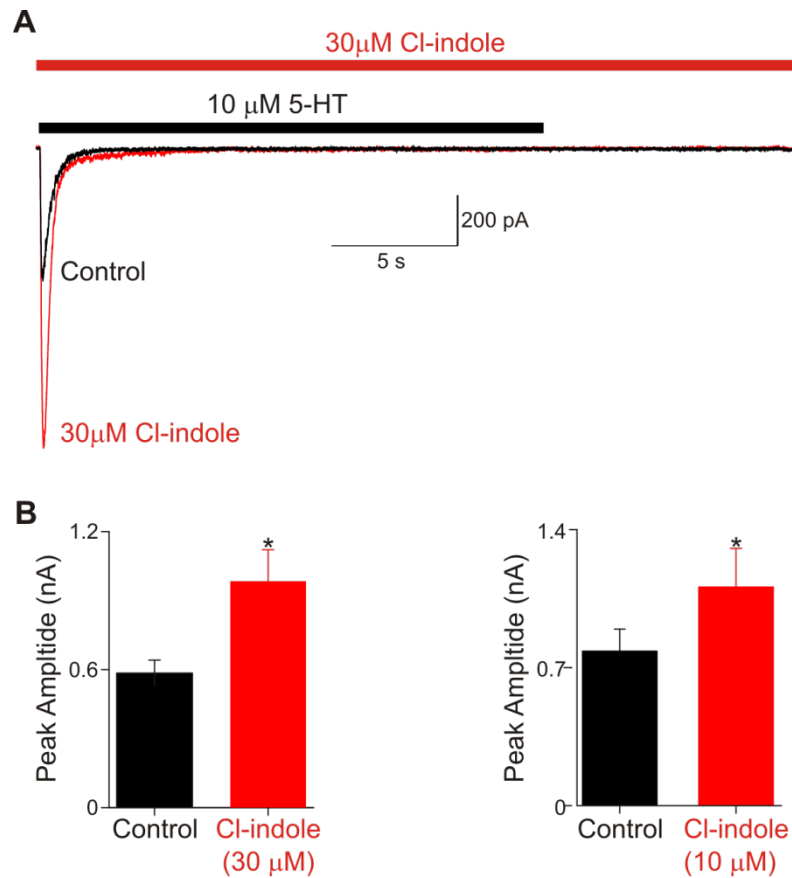 A
30μM Cl-indole
10 μM 5-HT
200 pA
5 s
Control
30μM Cl-indole
B
Peak Ampltide (nA)
1.2
0.6
0
*
Control
Cl-indole
(30 μM)
Peak Ampltide (nA)
1.4
0.7
0
*
Control
Cl-indole
(10 μM)